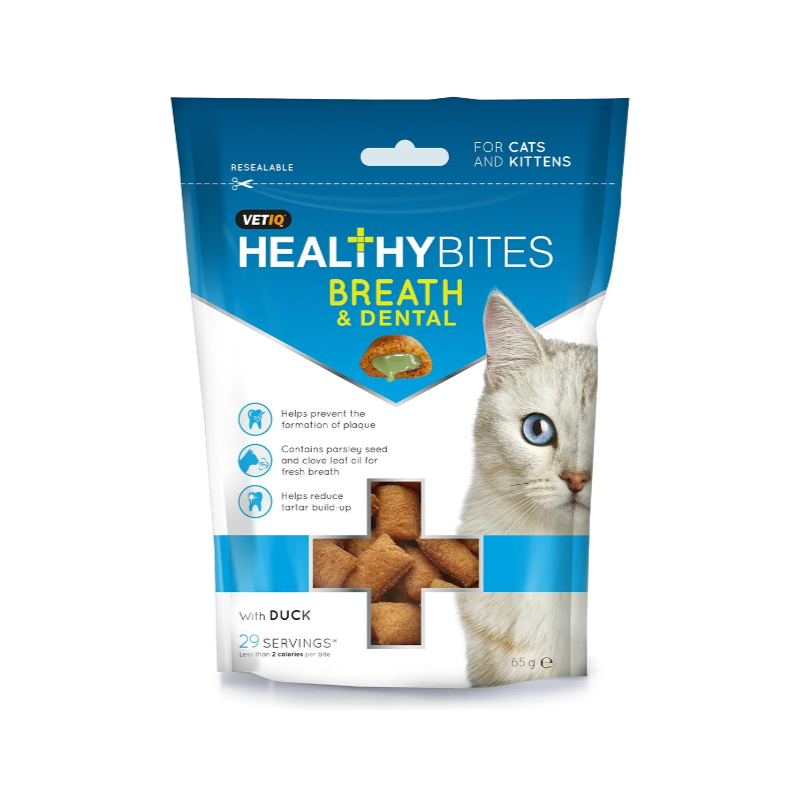 RESEALABLE
FOR CATS
AND KITTENS
VETIQ
HEALTHYBITES
BREATH
& DENTAL
Helps prevent the
formation of plaque
Contains parsley seed
and clove leaf oil for
fresh breath
Helps reduce
tartar build-up
With DUCK
29 SERVINGS*
Less than 2 calories per bite
65g ℮